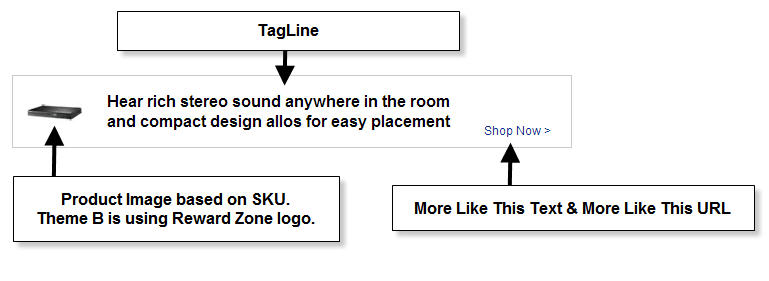 TagLine
Hear rich stereo sound anywhere in the room
and compact design allos for easy placement
Shop Now >
Product Image based on SKU.
Theme B is using Reward Zone logo.
More Like This Text & More Like This URL